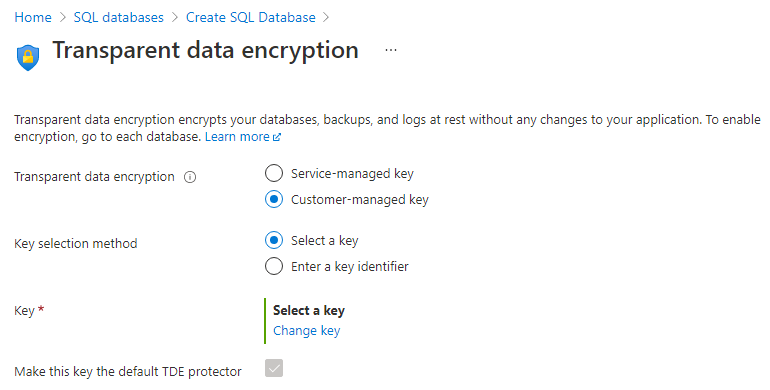 Home > SQL databases > Create SQL Database >
Transparent data encryption ...
Transparent data encryption encrypts your databases, backups, and logs at rest without any changes to your application. To enable
encryption, go to each database. Learn more
Transparent data encryption
Service-managed key
Customer-managed key
Key selection method
Select a key
Enter a key identifier
Key *
Select a key
Change key
Make this key the default TDE protector